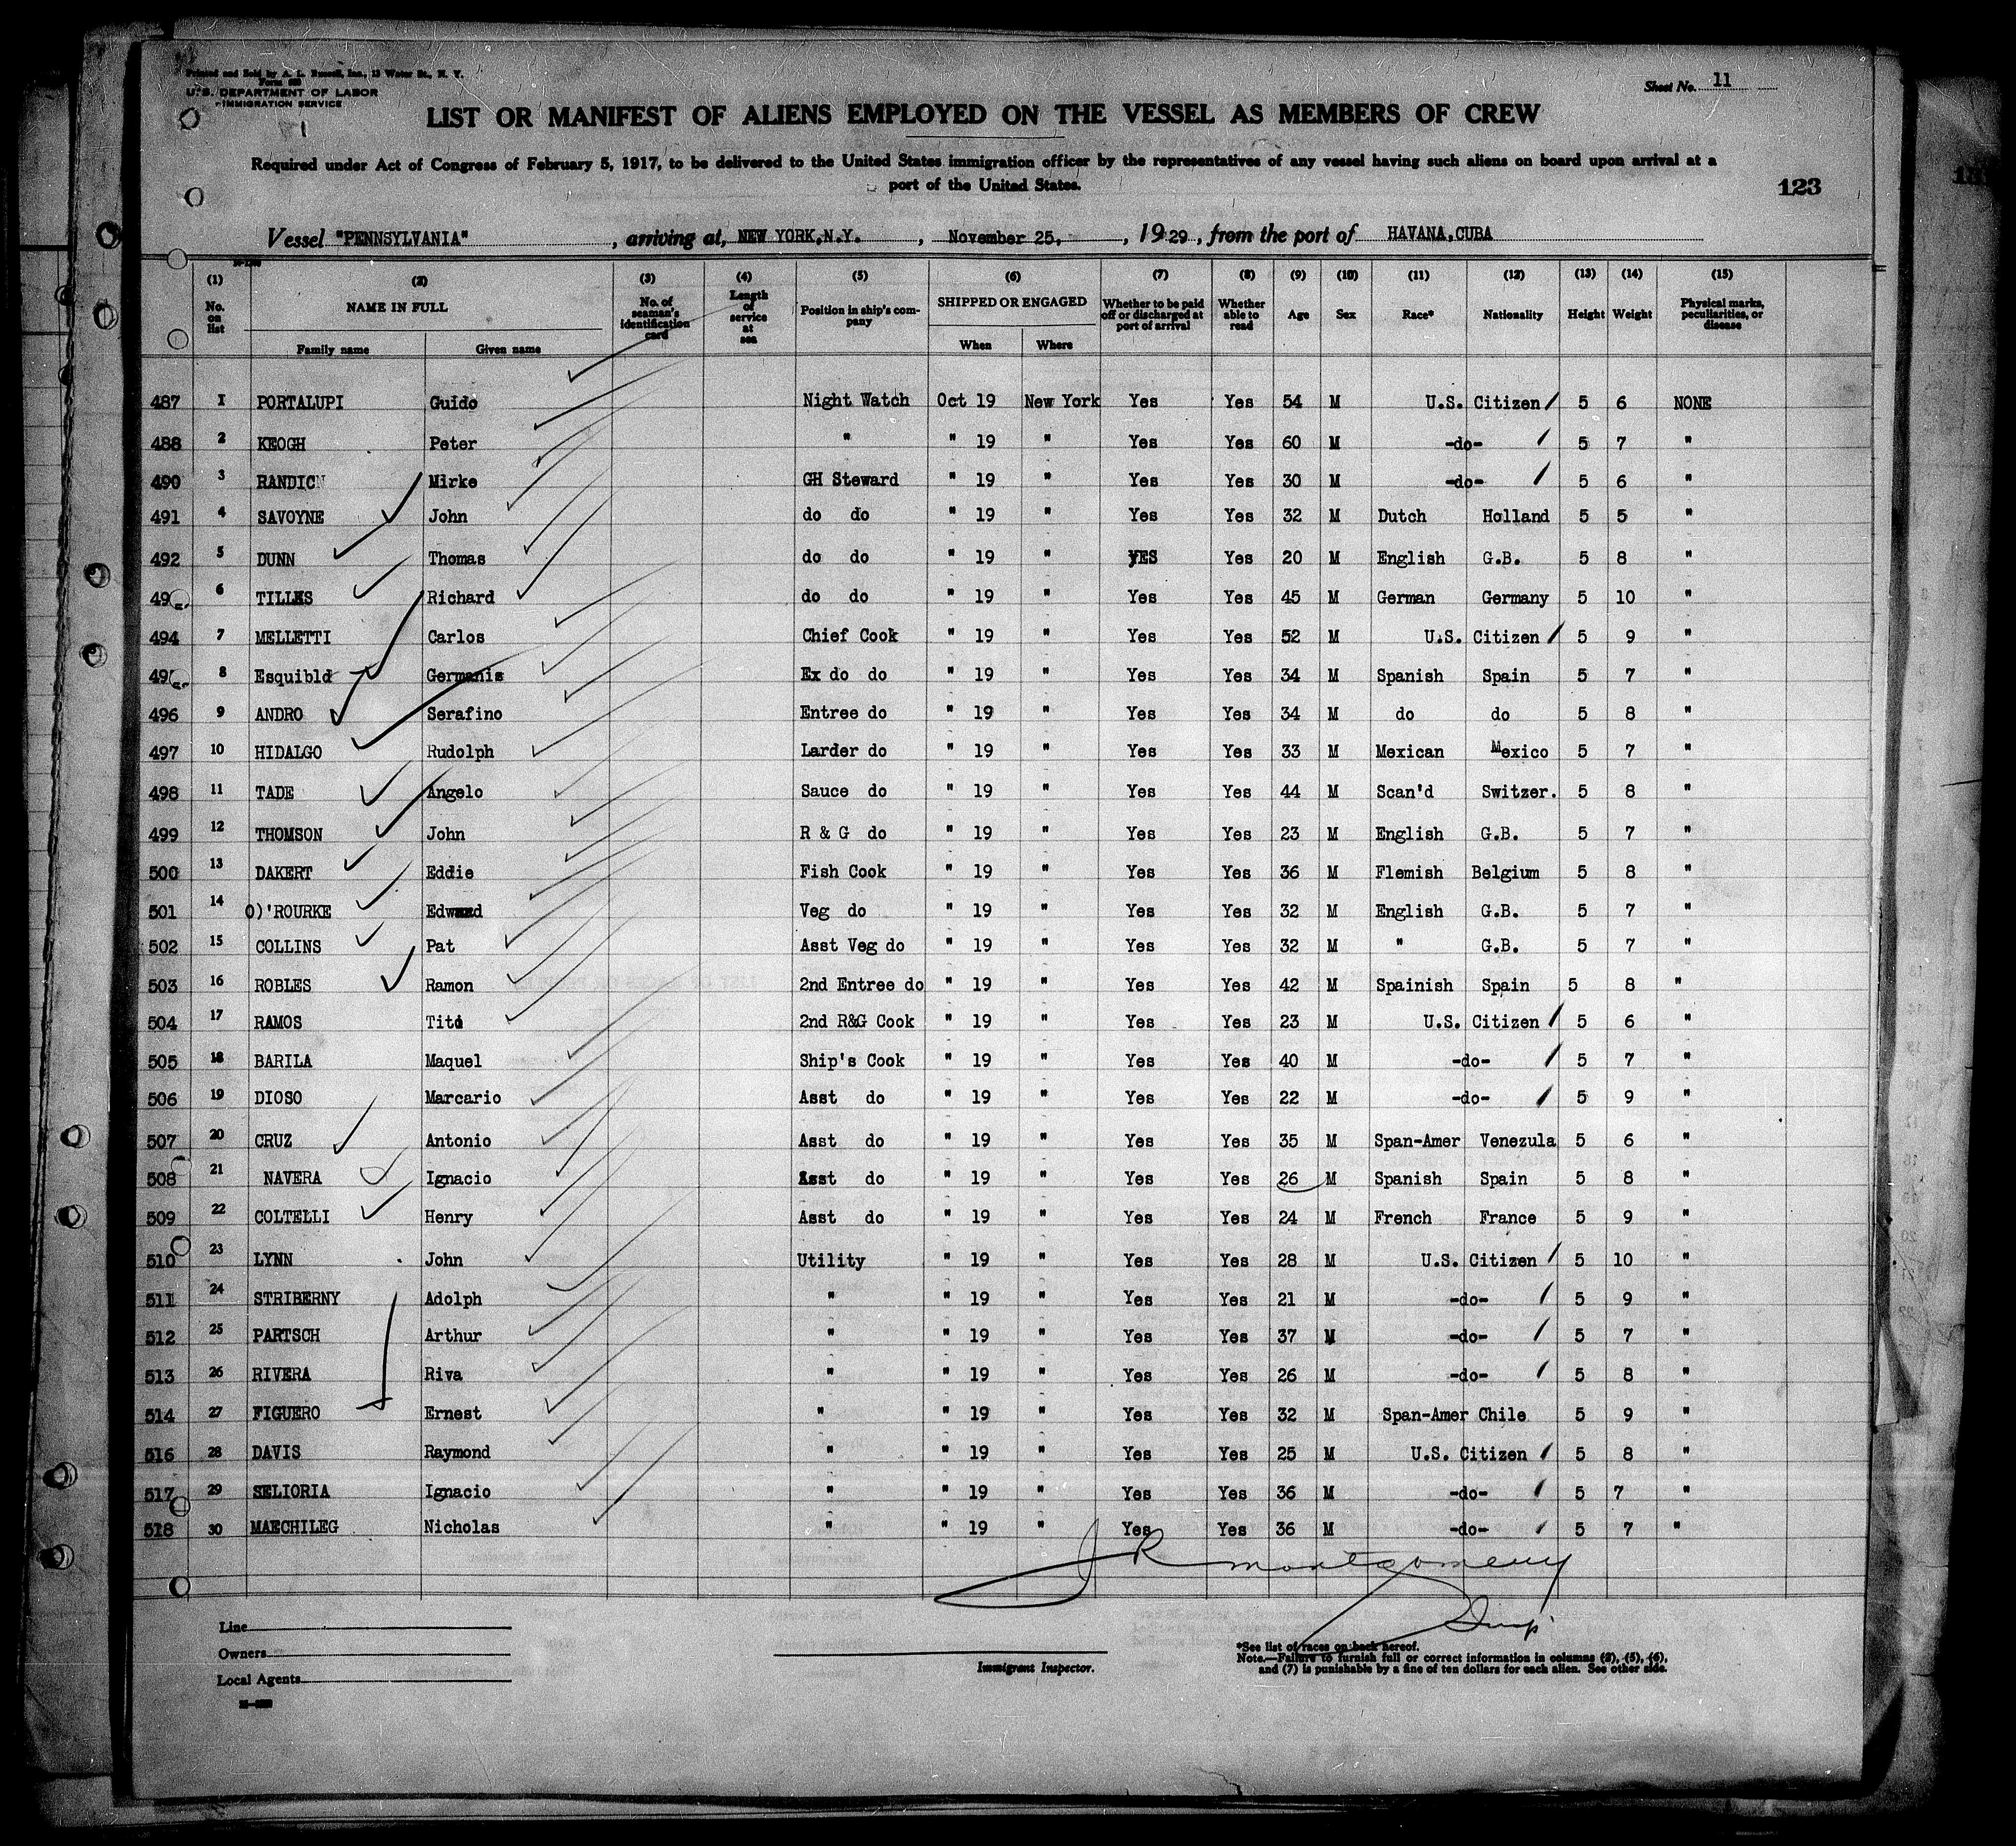 Printed and Sold by A. L. Russell, Inc., 13 Water St., N. Y.
U. S. DEPARTMENT OF LABOR
IMMIGRATION SERVICE
Sheet No. 11
LIST OR MANIFEST OF ALIENS EMPLOYED ON THE VESSEL AS MEMBERS OF CREW
Required under Act of Congress of February 5, 1917, to be delivered to the United States immigration officer by the representatives of any vessel having such aliens on board upon arrival at a
port of the United States.
123
Vessel "PENNSYLVANIA", arriving at, NEW YORK,N.Y., November 25, , 1929, from the port of HAVANA,CUBA
(1) (2) (3) (4) (5) (6) (7) (8) (9) (10) (11) (12) (13) (14) (15)
No. on list NAME IN FULL No. of seaman's identification card Length of service at sea Position in ship's company SHIPPED OR ENGAGED Whether to be paid off or discharged at port of arrival Whether able to read Age Sex Race* Nationality Height Weight Physical marks, peculiarities, or disease
Family name Given name When Where
487 1 PORTALUPI Guido Night Watch Oct 19 New York Yes Yes 54 M U.S. Citizen 5 6 NONE
488 2 KEOGH Peter " " 19 " Yes Yes 60 M -do- 5 7 "
490 3 RANDIC Mirke GH Steward " 19 " Yes Yes 30 M -do- 5 6 "
491 4 SAVOYNE John do do " 19 " Yes Yes 32 M Dutch Holland 5 5 "
492 5 DUNN Thomas do do " 19 " YES Yes 20 M English G.B. 5 8 "
49 6 TILLES Richard do do " 19 " Yes Yes 45 M German Germany 5 10 "
494 7 MELLETTI Carlos Chief Cook " 19 " Yes Yes 52 M U.S. Citizen 5 9 "
49 8 Esquibld Germanis Ex do do " 19 " Yes Yes 34 M Spanish Spain 5 7 "
496 9 ANDRO Serafino Entree do " 19 " Yes Yes 34 M do do 5 8 "
497 10 HIDALGO Rudolph Larder do " 19 " Yes Yes 33 M Mexican Mexico 5 7 "
498 11 TADE Angelo Sauce do " 19 " Yes Yes 44 M Scan'd Switzer. 5 8 "
499 12 THOMSON John R & G do " 19 " Yes Yes 23 M English G.B. 5 7 "
500 13 DAKERT Eddie Fish Cook " 19 " Yes Yes 36 M Flemish Belgium 5 8 "
501 14 O)'ROURKE Edward Veg do " 19 " Yes Yes 32 M English G.B. 5 7 "
502 15 COLLINS Pat Asst Veg do " 19 " Yes Yes 32 M " G.B. 5 7 "
503 16 ROBLES Ramon 2nd Entree do " 19 " Yes Yes 42 M Spainish Spain 5 8 "
504 17 RAMOS Tito 2nd R&G Cook " 19 " Yes Yes 23 M U.S. Citizen 5 6 "
505 18 BARILA Maquel Ship's Cook " 19 " Yes Yes 40 M -do- 5 7 "
506 19 DIOSO Marcario Asst do " 19 " Yes Yes 22 M -do- 5 9 "
507 20 CRUZ Antonio Asst do " 19 " Yes Yes 35 M Span-Amer Venezula 5 6 "
508 21 NAVERA Ignacio Asst do " 19 " Yes Yes 26 M Spanish Spain 5 8 "
509 22 COLTELLI Henry Asst do " 19 " Yes Yes 24 M French France 5 9 "
510 23 LYNN John Utility " 19 " Yes Yes 28 M U.S. Citizen 5 10 "
511 24 STRIBERNY Adolph " " 19 " Yes Yes 21 M -do- 5 9 "
512 25 PARTSCH Arthur " " 19 " Yes Yes 37 M -do- 5 7 "
513 26 RIVERA Riva " " 19 " Yes Yes 26 M -do- 5 8 "
514 27 FIGUERO Ernest " " 19 " Yes Yes 32 M Span-Amer Chile 5 9 "
516 28 DAVIS Raymond " " 19 " Yes Yes 25 M U.S. Citizen 5 8 "
517 29 SELIORIA Ignacio " " 19 " Yes Yes 36 M -do- 5 7 "
518 30 MAECHILEG Nicholas " " 19 " Yes Yes 36 M -do- 5 7 "
J R Montgomery
Insp
Line
Owners
Local Agents
Immigrant Inspector.
*See list of races on back hereof.
Note.—Failure to furnish full or correct information in columns (2), (5), (6),
and (7) is punishable by a fine of ten dollars for each alien. See other side.